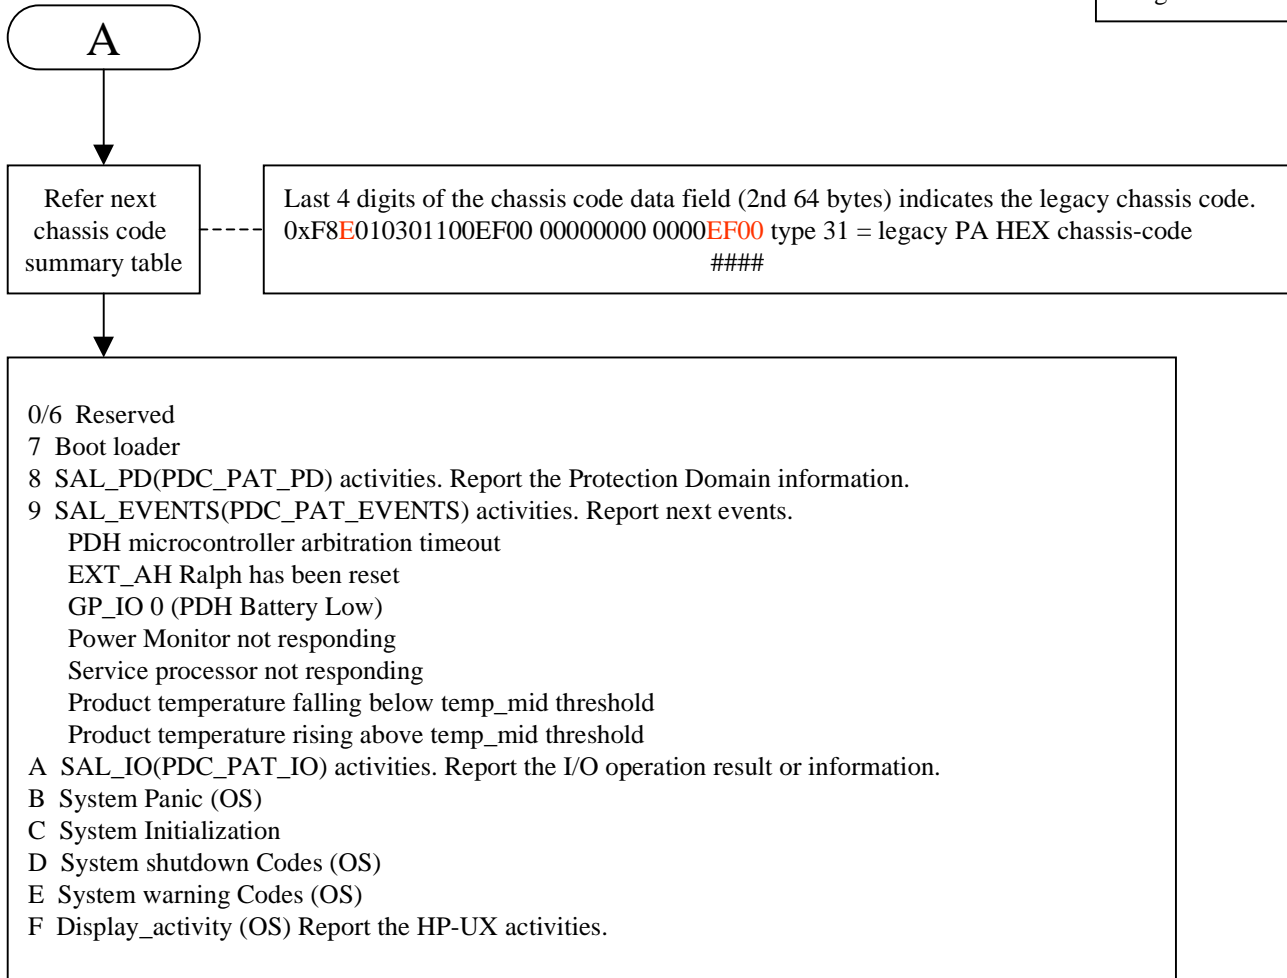 A
Refer next
chassis code
summary table
Last 4 digits of the chassis code data field (2nd 64 bytes) indicates the legacy chassis code.
0xF8E010301100EF00 00000000 0000EF00 type 31 = legacy PA HEX chassis-code
####
0/6 Reserved
7 Boot loader
8 SAL_PD(PDC_PAT_PD) activities. Report the Protection Domain information.
9 SAL_EVENTS(PDC_PAT_EVENTS) activities. Report next events.
PDH microcontroller arbitration timeout
EXT_AH Ralph has been reset
GP_IO 0 (PDH Battery Low)
Power Monitor not responding
Service processor not responding
Product temperature falling below temp_mid threshold
Product temperature rising above temp_mid threshold
A SAL_IO(PDC_PAT_IO) activities. Report the I/O operation result or information.
B System Panic (OS)
C System Initialization
D System shutdown Codes (OS)
E System warning Codes (OS)
F Display_activity (OS) Report the HP-UX activities.